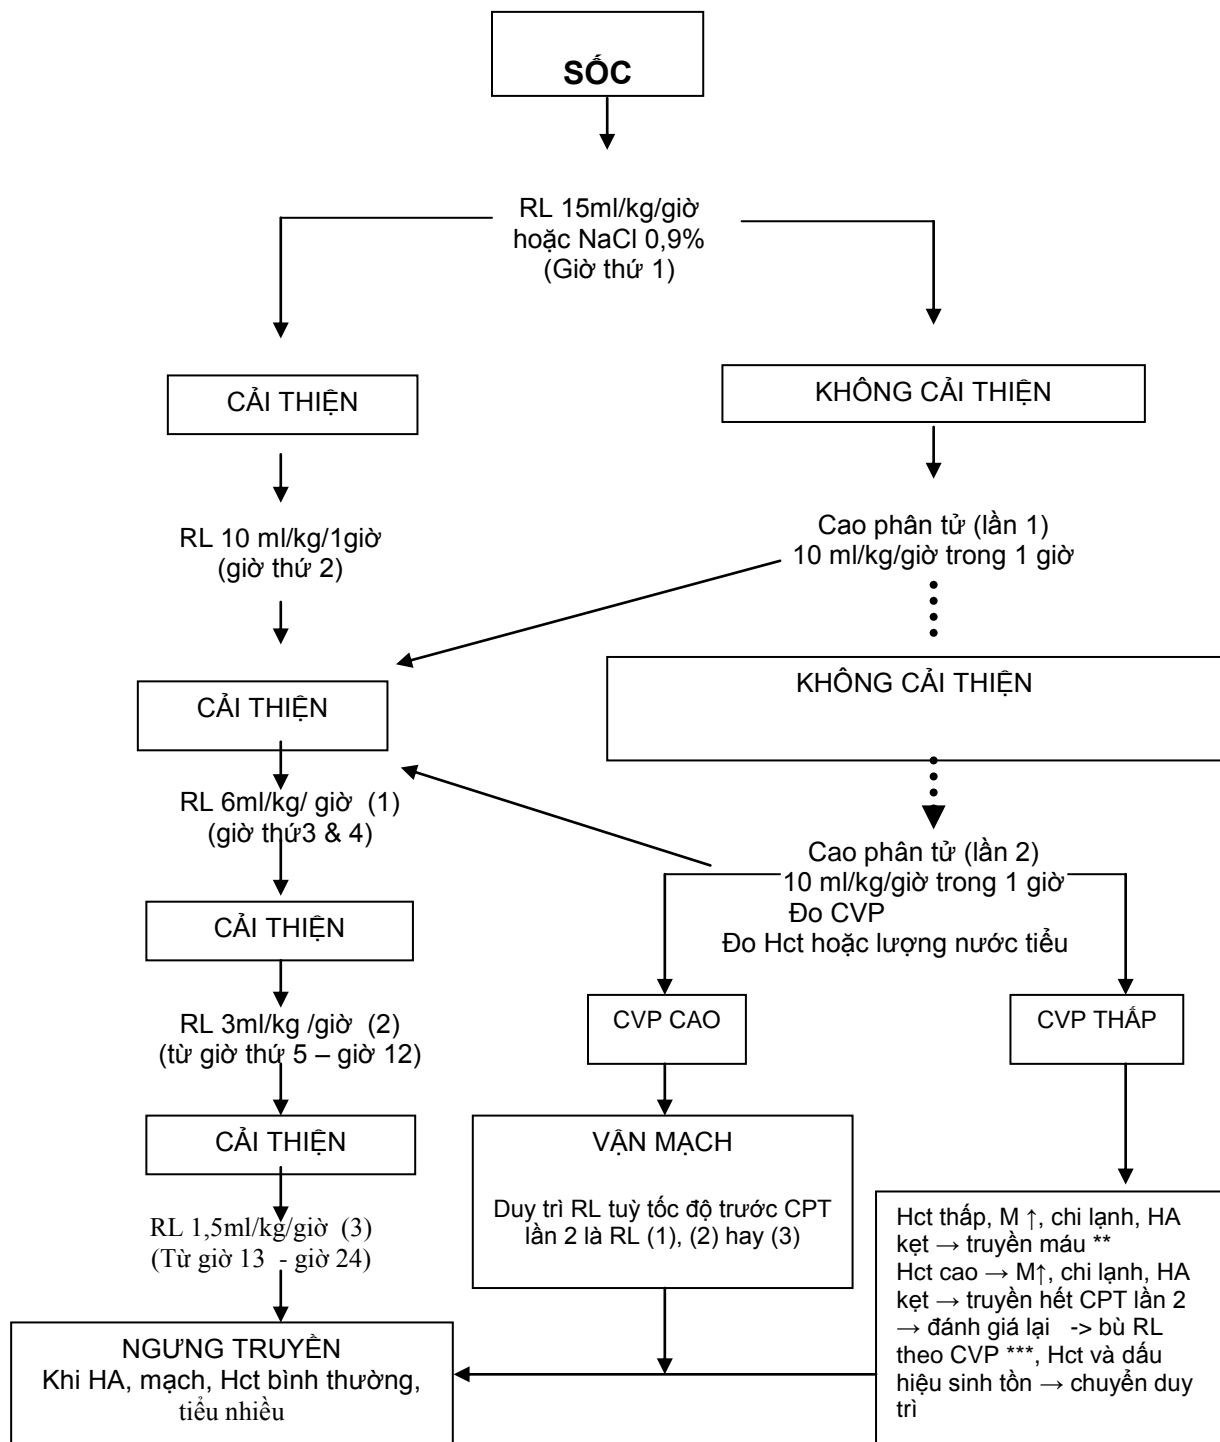 SỐC
RL 15ml/kg/giờ
hoặc NaCl 0,9%
(Giờ thứ 1)
CẢI THIỆN
KHÔNG CẢI THIỆN
RL 10 ml/kg/1giờ
(giờ thứ 2)
Cao phân tử (lần 1)
10 ml/kg/giờ trong 1 giờ
CẢI THIỆN
KHÔNG CẢI THIỆN
RL 6ml/kg/ giờ (1)
(giờ thứ3 & 4)
Cao phân tử (lần 2)
10 ml/kg/giờ trong 1 giờ
Đo CVP
Đo Hct hoặc lượng nước tiểu
CẢI THIỆN
RL 3ml/kg /giờ (2)
(từ giờ thứ 5 – giờ 12)
CVP CAO
CVP THẤP
CẢI THIỆN
VẬN MẠCH
Duy trì RL tuỳ tốc độ trước CPT
lần 2 là RL (1), (2) hay (3)
RL 1,5ml/kg/giờ (3)
(Từ giờ 13 - giờ 24)
Hct thấp, M ↑, chi lạnh, HA
kẹt → truyền máu **
Hct cao → M↑, chi lạnh, HA
kẹt → truyền hết CPT lần 2
→ đánh giá lại -> bù RL
theo CVP ***, Hct và dấu
hiệu sinh tồn → chuyển duy
trì
NGƯNG TRUYỀN
Khi HA, mạch, Hct bình thường,
tiểu nhiều